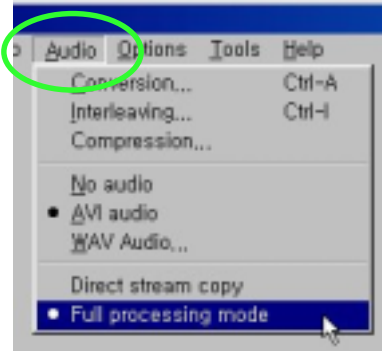 Audio Options Tools Help
Conversion... Ctrl-A
Interleaving... Ctrl-I
Compression...
No audio
AVI audio
WAV Audio...
Direct stream copy
Full processing mode